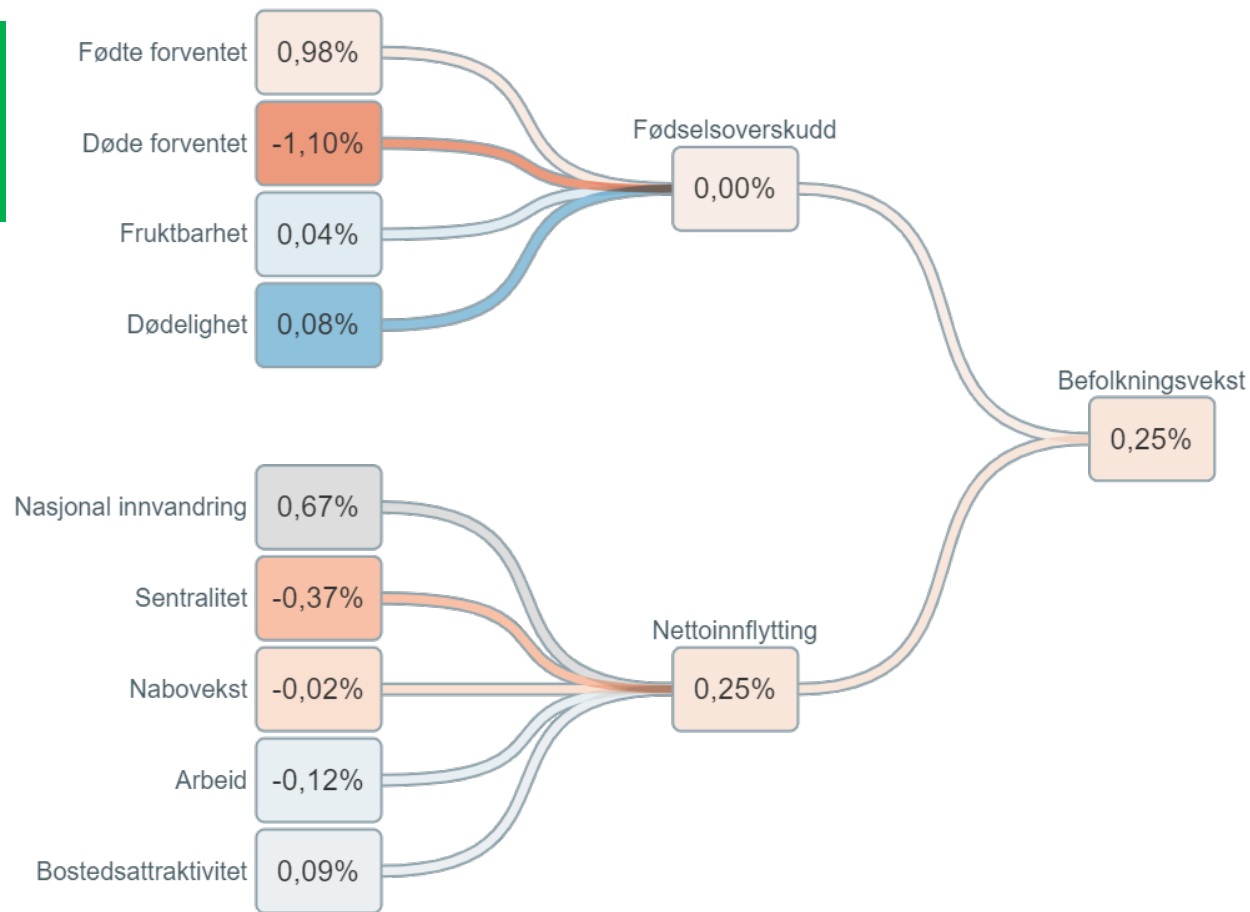 Fødte forventet 0,98%
Døde forventet -1,10%
Fruktbarhet 0,04%
Dødelighet 0,08%
Fødselsoverskudd
0,00%
Befolkningsvekst
0,25%
Nasjonal innvandring 0,67%
Sentralitet -0,37%
Nabovekst -0,02%
Arbeid -0,12%
Bostedsattraktivitet 0,09%
Nettoinnflytting
0,25%